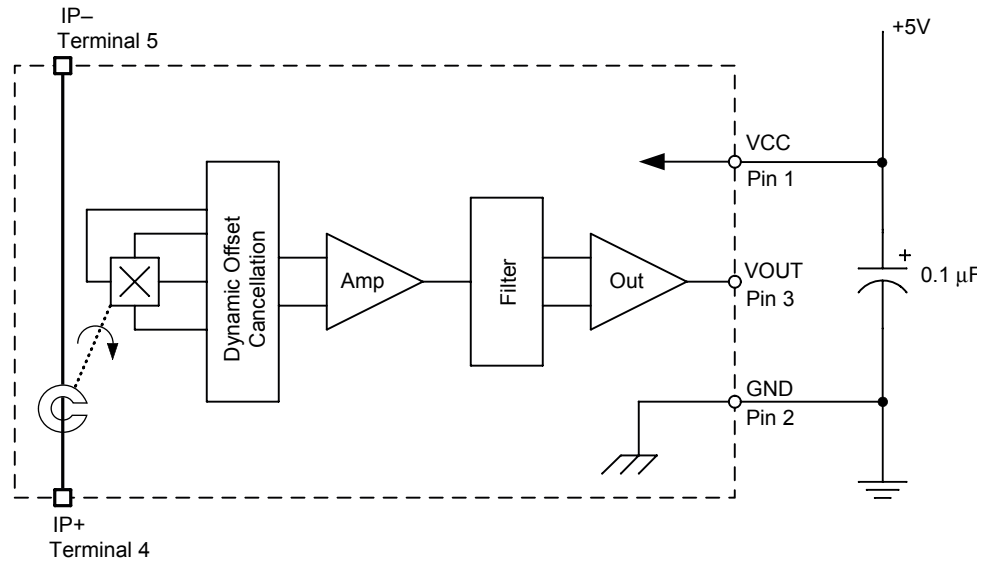 IP–
Terminal 5
+5V
VCC
Pin 1
Dynamic Offset
Cancellation
Amp
Filter
Out
VOUT
Pin 3
+
0.1 μF
GND
Pin 2
IP+
Terminal 4